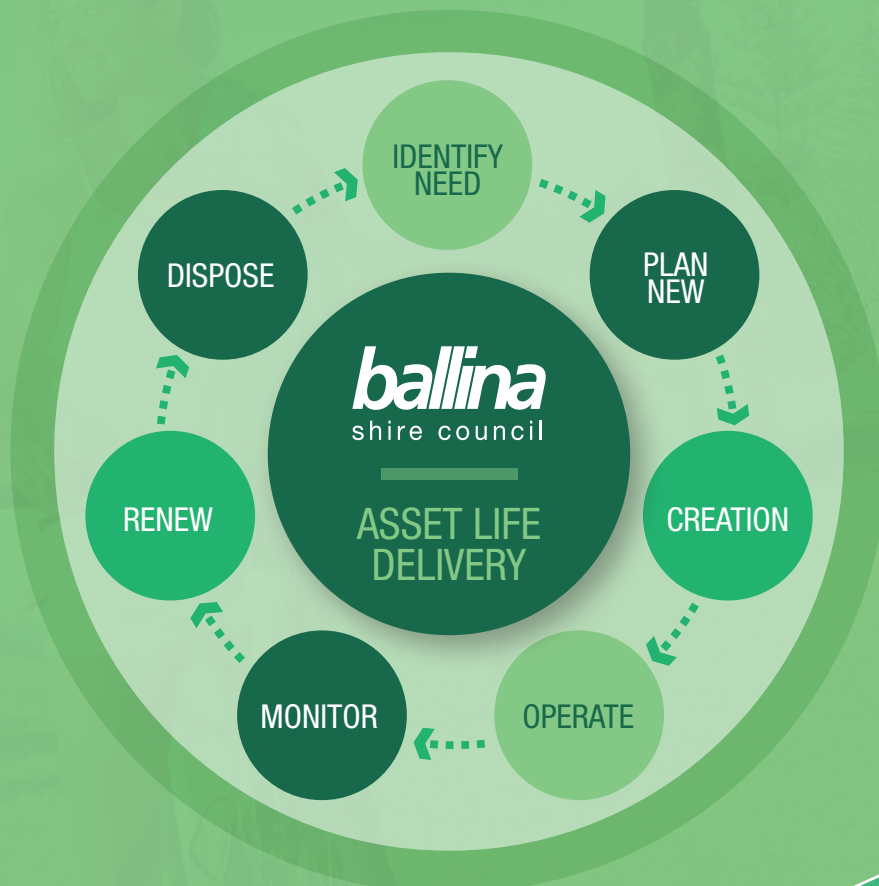 IDENTIFY
NEED
PLAN
NEW
CREATION
OPERATE
MONITOR
RENEW
DISPOSE
ballina
shire council
ASSET LIFE
DELIVERY